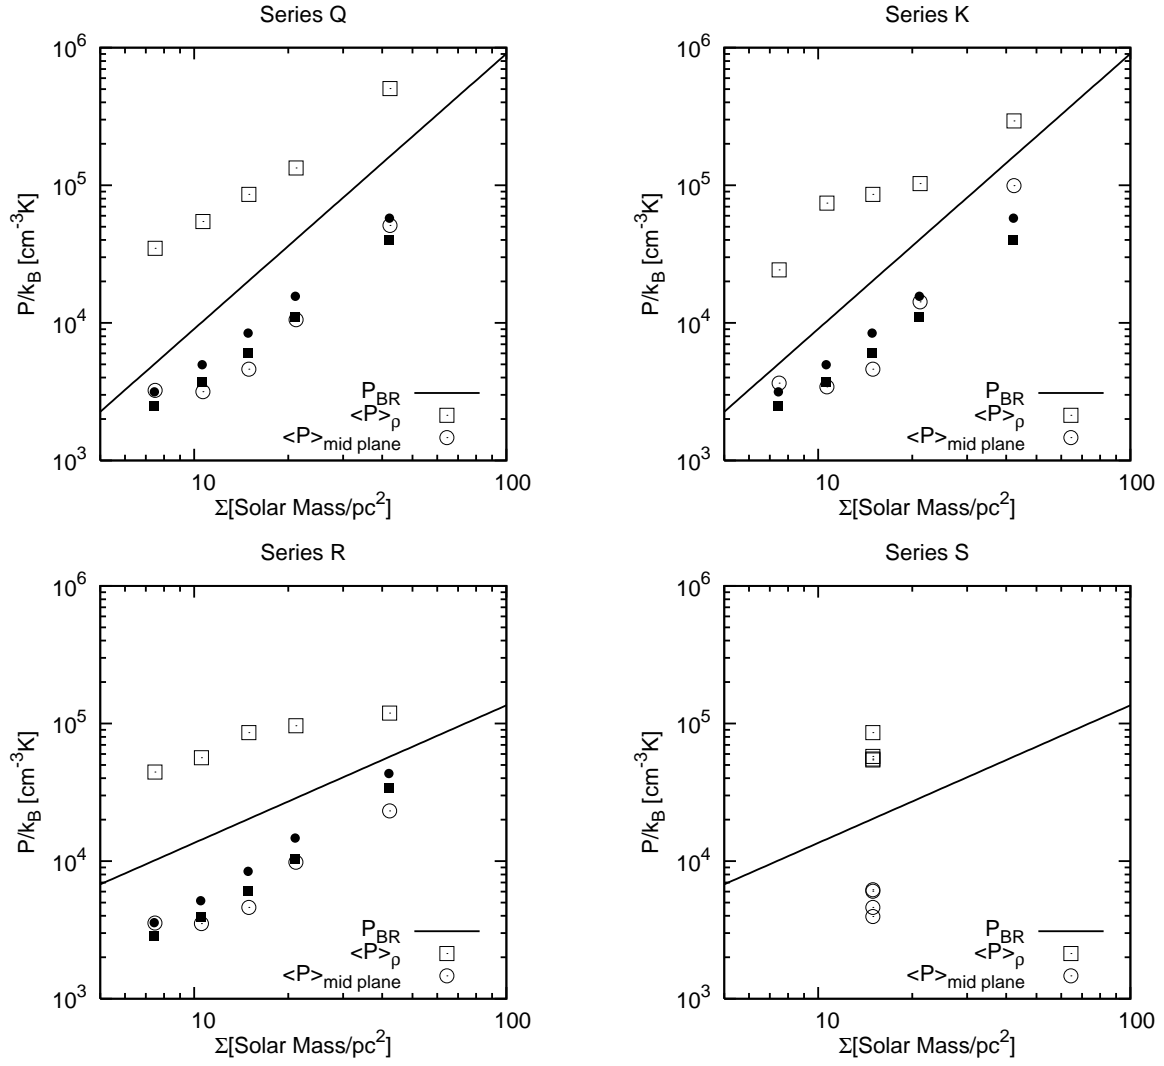 Series Q
10^6
10^5
10^4
10^3
P/k_B [cm^-3K]
P_BR
<P>_ρ
<P>_mid plane
10
100
Σ[Solar Mass/pc^2]
Series K
10^6
10^5
10^4
10^3
P/k_B [cm^-3K]
P_BR
<P>_ρ
<P>_mid plane
10
100
Σ[Solar Mass/pc^2]
Series R
10^6
10^5
10^4
10^3
P/k_B [cm^-3K]
P_BR
<P>_ρ
<P>_mid plane
10
100
Σ[Solar Mass/pc^2]
Series S
10^6
10^5
10^4
10^3
P/k_B [cm^-3K]
P_BR
<P>_ρ
<P>_mid plane
10
100
Σ[Solar Mass/pc^2]